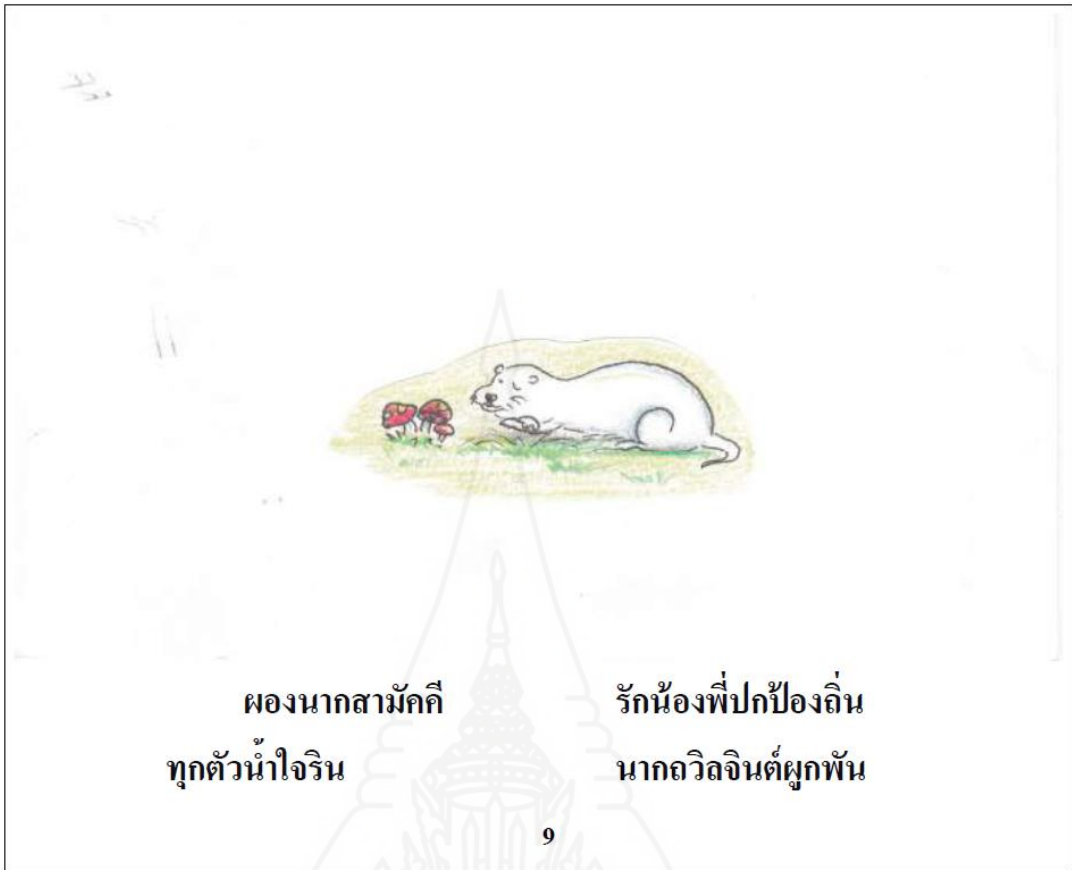 ผองนากสามัคคี รักน้องพี่ปกป้องถิ่น
ทุกตัวน้ำใจริน นากถวิลจินต์ผูกพัน
9